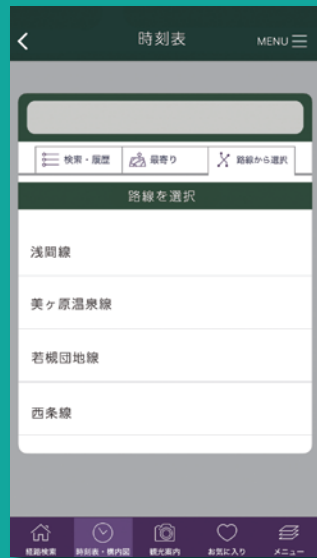 時刻表
MENU
検索・履歴
最寄り
路線から選択
路線を選択
浅間線
美ヶ原温泉線
若槻団地線
西条線
経路検索
時刻表・構内図
観光案内
お気に入り
メニュー